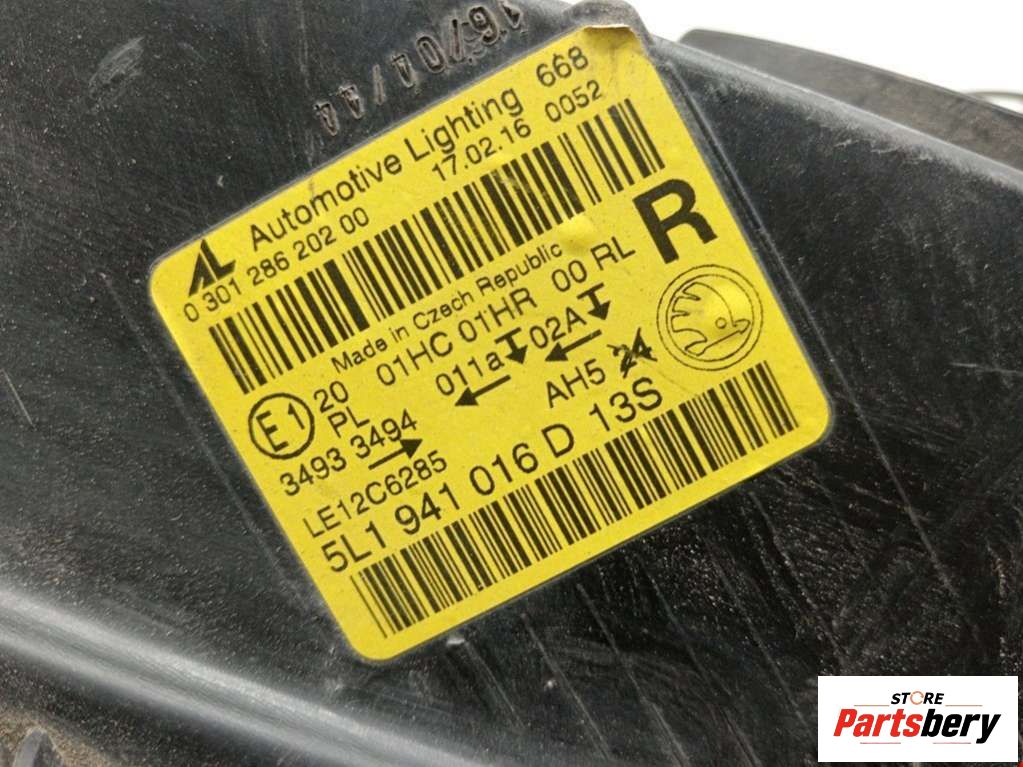 16/04/44
Automotive Lighting 668
0 301 286 202 00 17.02.16 0052
Made in Czech Republic
R
E1 20 01HC 01HR 00 RL
PL 011a 02A
3493 3494 AH5 24
LE12C6285
5L1 941 016 D 13S
STORE
Partsbery